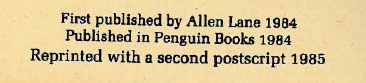 First published by Allen Lane 1984
Published in Penguin Books 1984
Reprinted with a second postscript 1985